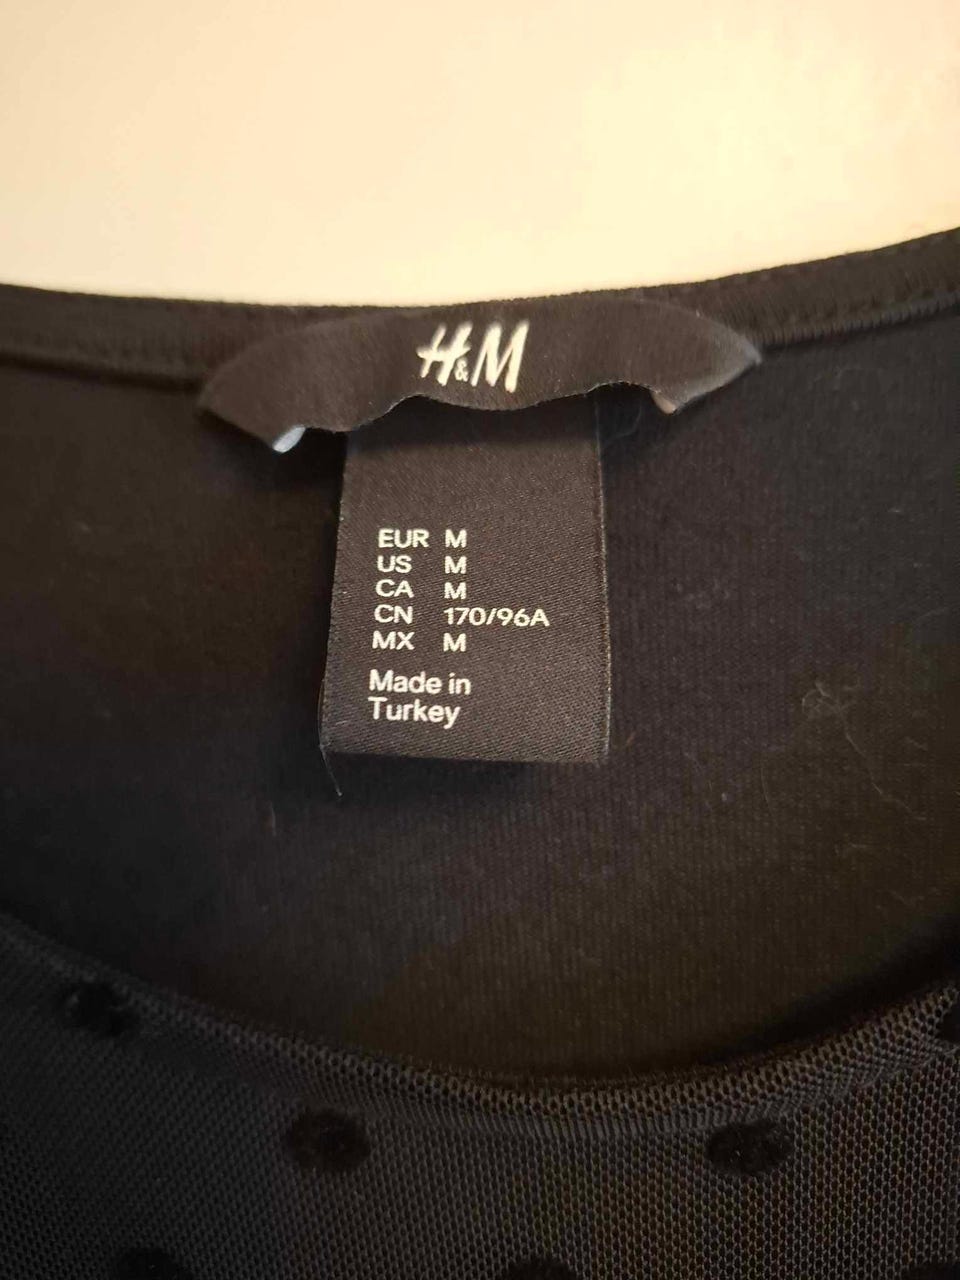 H&M
EUR M
US M
CA M
CN 170/96A
MX M
Made in
Turkey